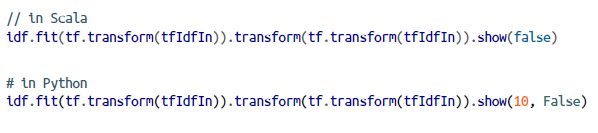 // in Scala
idf.fit(tf.transform(tfIdfIn)).transform(tf.transform(tfIdfIn)).show(false)
# in Python
idf.fit(tf.transform(tfIdfIn)).transform(tf.transform(tfIdfIn)).show(10, False)